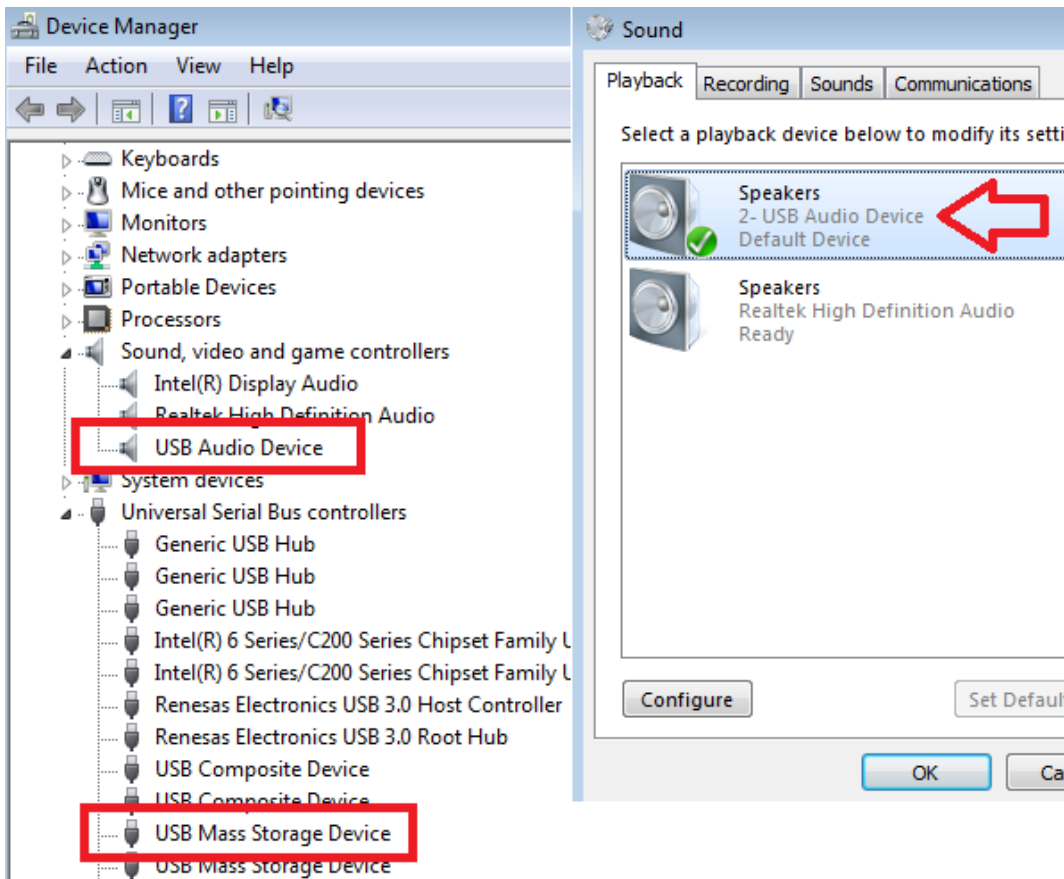 Device Manager
File Action View Help
Keyboards
Mice and other pointing devices
Monitors
Network adapters
Portable Devices
Processors
Sound, video and game controllers
Intel(R) Display Audio
Realtek High Definition Audio
USB Audio Device
System devices
Universal Serial Bus controllers
Generic USB Hub
Generic USB Hub
Generic USB Hub
Intel(R) 6 Series/C200 Series Chipset Family U
Intel(R) 6 Series/C200 Series Chipset Family U
Renesas Electronics USB 3.0 Host Controller
Renesas Electronics USB 3.0 Root Hub
USB Composite Device
USB Composite Device
USB Mass Storage Device
USB Mass Storage Device
Sound
Playback Recording Sounds Communications
Select a playback device below to modify its setti
Speakers
2- USB Audio Device
Default Device
Speakers
Realtek High Definition Audio
Ready
Configure Set Default
OK Ca